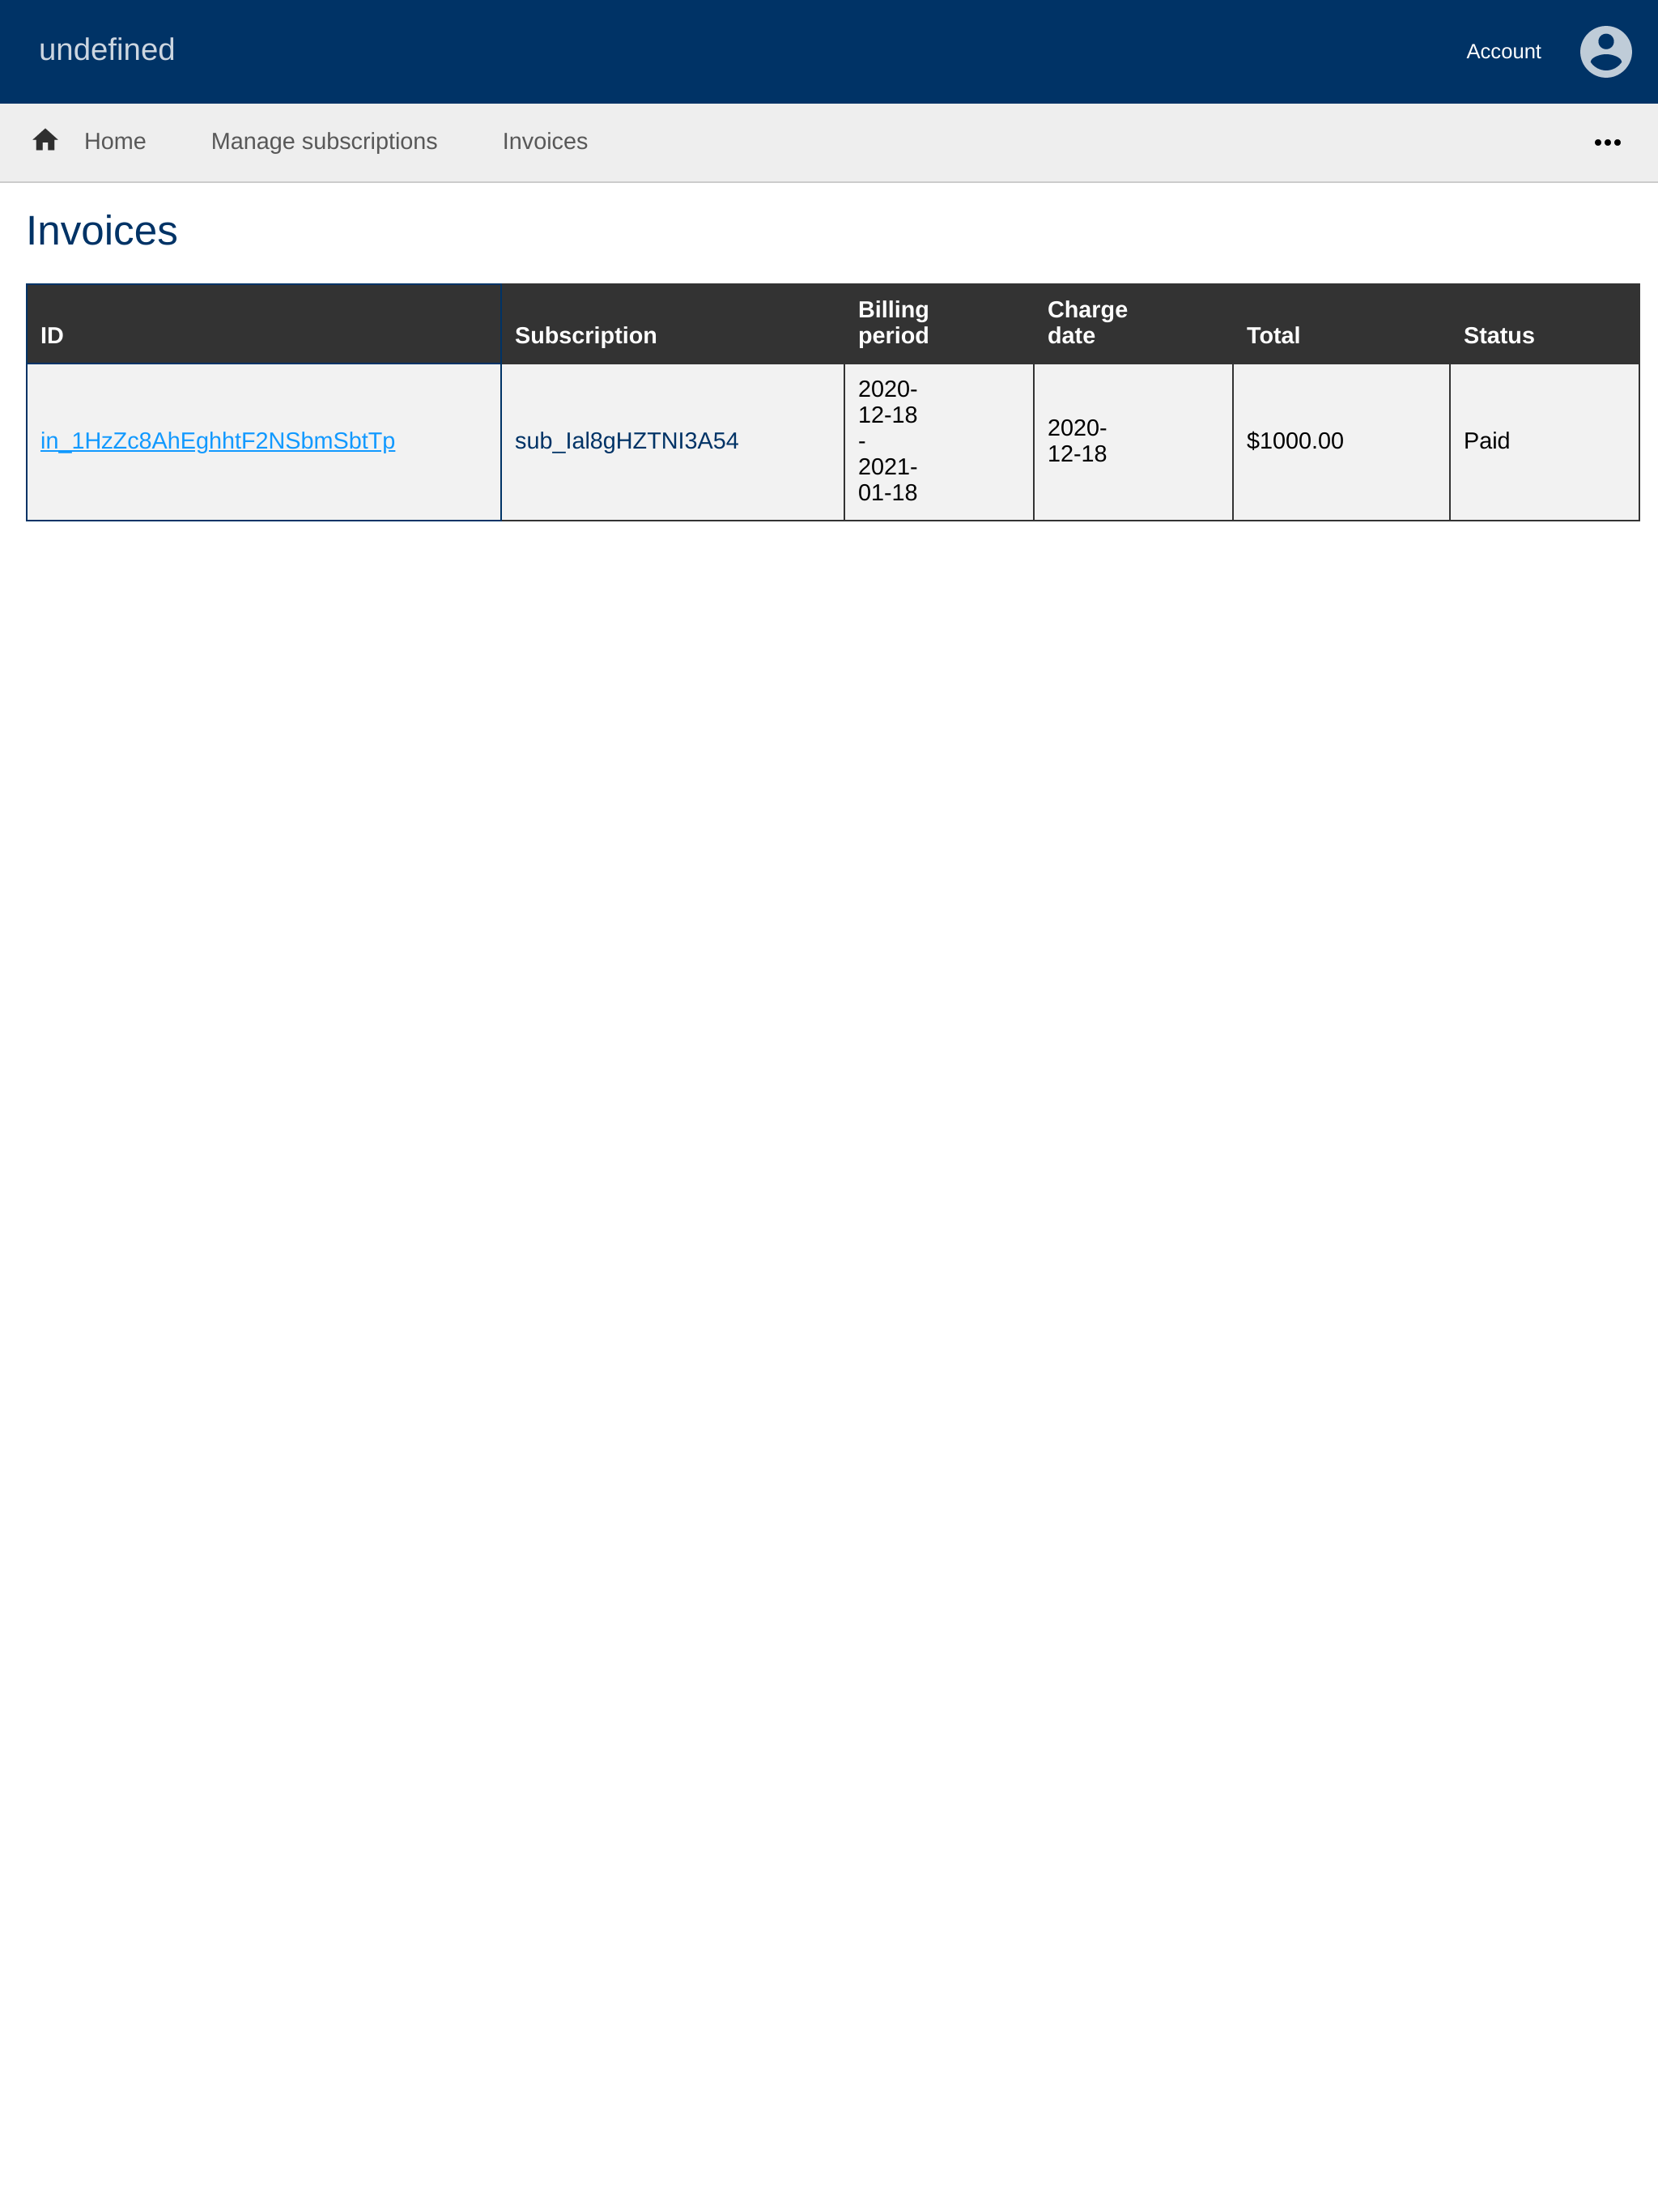 undefined
Account
Home
Manage subscriptions
Invoices
Invoices
ID
Subscription
Billing
period
Charge
date
Total
Status
in_1HzZc8AhEghhtF2NSbmSbtTp
sub_Ial8gHZTNI3A54
2020-
12-18
-
2021-
01-18
2020-
12-18
$1000.00
Paid